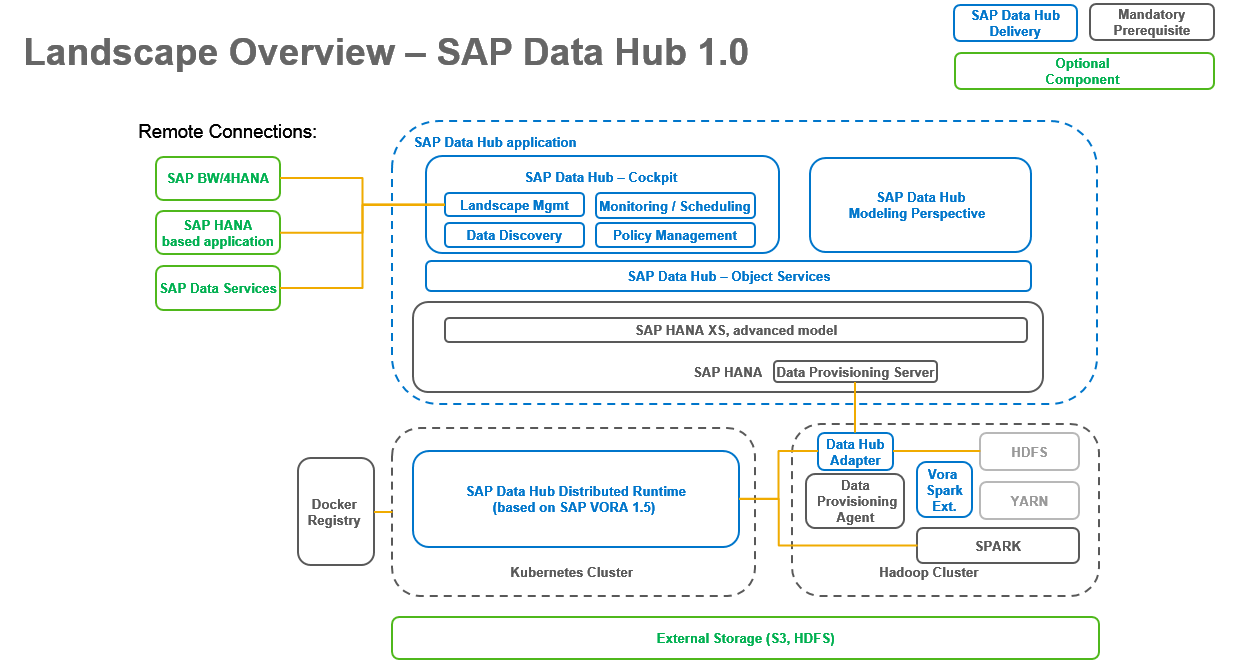 SAP Data Hub
Delivery
Mandatory
Prerequisite
Landscape Overview – SAP Data Hub 1.0
Optional
Component
Remote Connections:
SAP BW/4HANA
SAP HANA
based application
SAP Data Services
SAP Data Hub application
SAP Data Hub – Cockpit
Landscape Mgmt
Monitoring / Scheduling
Data Discovery
Policy Management
SAP Data Hub
Modeling Perspective
SAP Data Hub – Object Services
SAP HANA XS, advanced model
SAP HANA
Data Provisioning Server
Docker
Registry
SAP Data Hub Distributed Runtime
(based on SAP VORA 1.5)
Kubernetes Cluster
Data Hub
Adapter
HDFS
Data
Provisioning
Agent
Vora
Spark
Ext.
YARN
SPARK
Hadoop Cluster
External Storage (S3, HDFS)